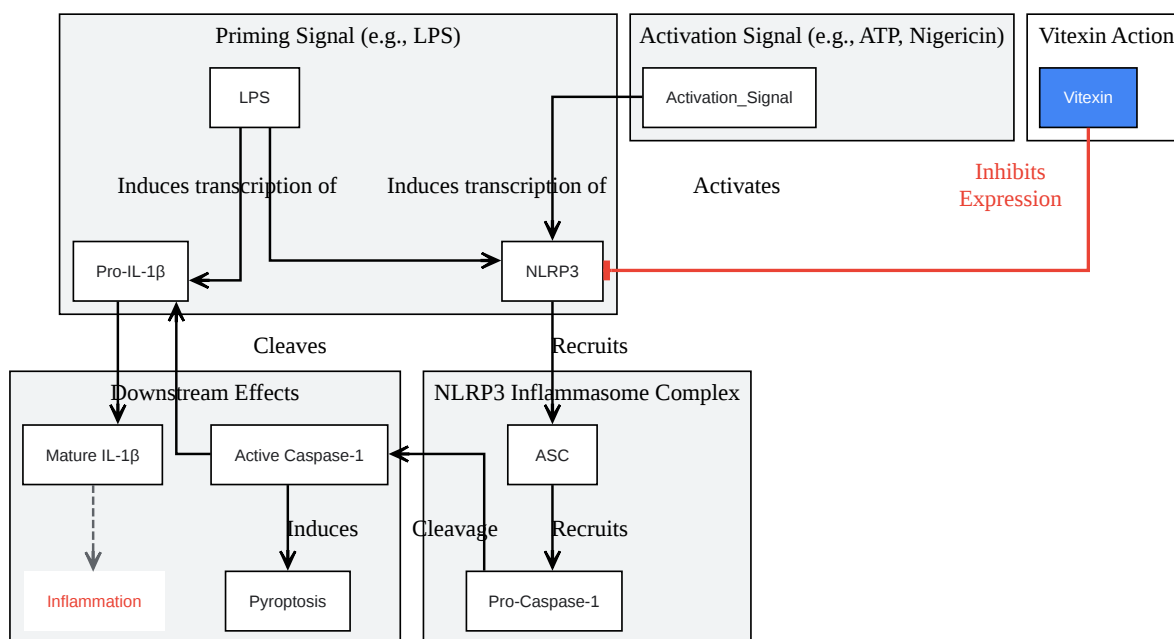 Priming Signal (e.g., LPS)
Activation Signal (e.g., ATP, Nigericin)
Vitexin Action
LPS
Activation_Signal
Vitexin
Induces transcription of
Induces transcription of
Activates
Inhibits
Expression
Pro-IL-1β
NLRP3
Cleaves
Recruits
Downstream Effects
NLRP3 Inflammasome Complex
Mature IL-1β
Active Caspase-1
ASC
Induces
Cleavage
Recruits
Inflammation
Pyroptosis
Pro-Caspase-1